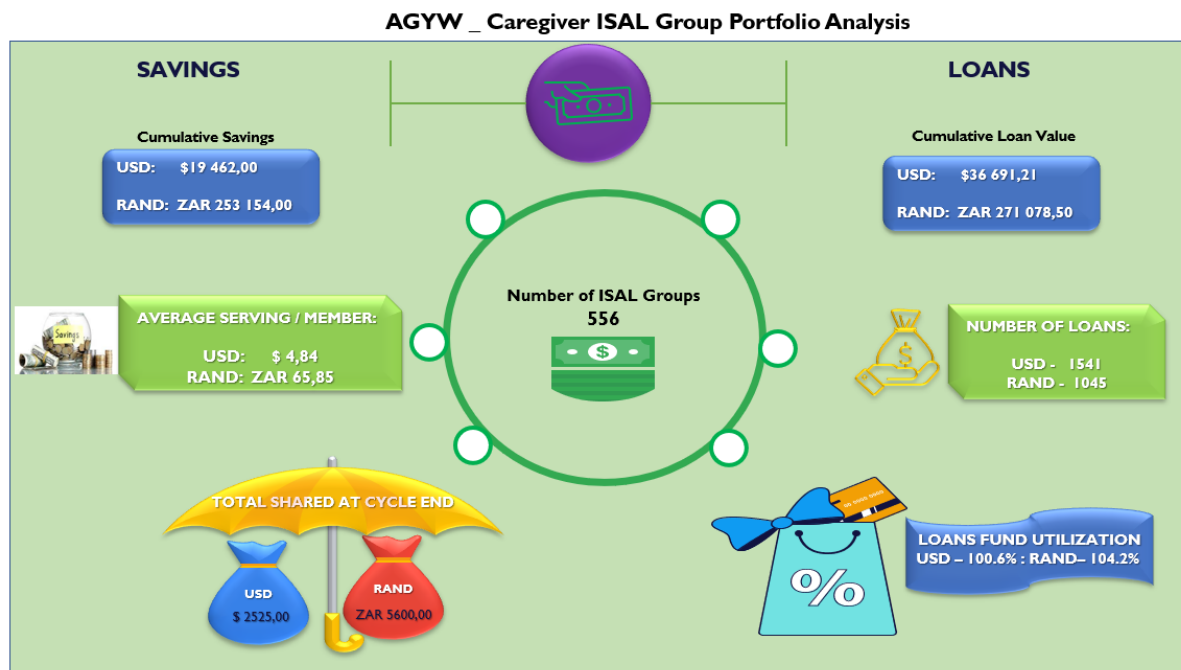 AGYW _ Caregiver ISAL Group Portfolio Analysis
SAVINGS
Cumulative Savings
USD: $19 462,00
RAND: ZAR 253 154,00
Savings
AVERAGE SERVING / MEMBER:
USD: $ 4,84
RAND: ZAR 65,85
TOTAL SHARED AT CYCLE END
USD
$ 2525,00
RAND
ZAR 5600,00
Number of ISAL Groups
556
$
LOANS
Cumulative Loan Value
USD: $36 691,21
RAND: ZAR 271 078,50
$
NUMBER OF LOANS:
USD - 1541
RAND - 1045
%
LOANS FUND UTILIZATION
USD – 100.6% : RAND– 104.2%